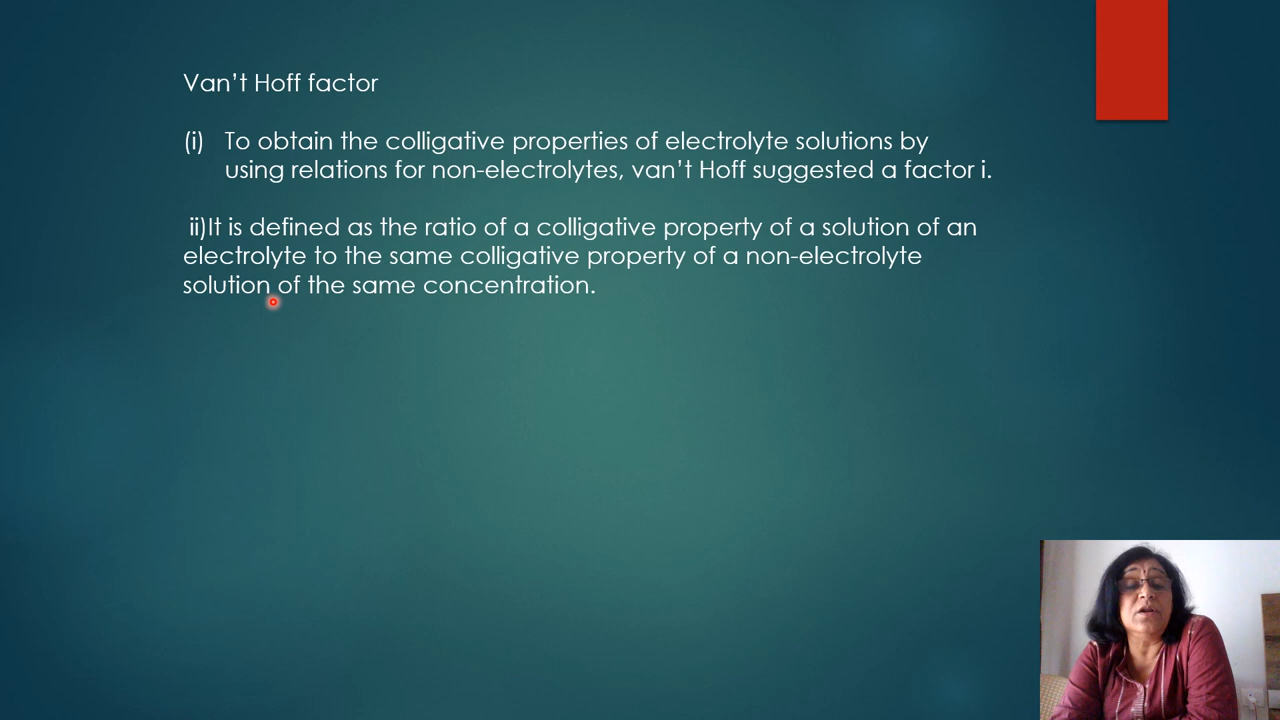 Van’t Hoff factor
(i) To obtain the colligative properties of electrolyte solutions by
using relations for non-electrolytes, van’t Hoff suggested a factor i.
ii)It is defined as the ratio of a colligative property of a solution of an
electrolyte to the same colligative property of a non-electrolyte
solution of the same concentration.